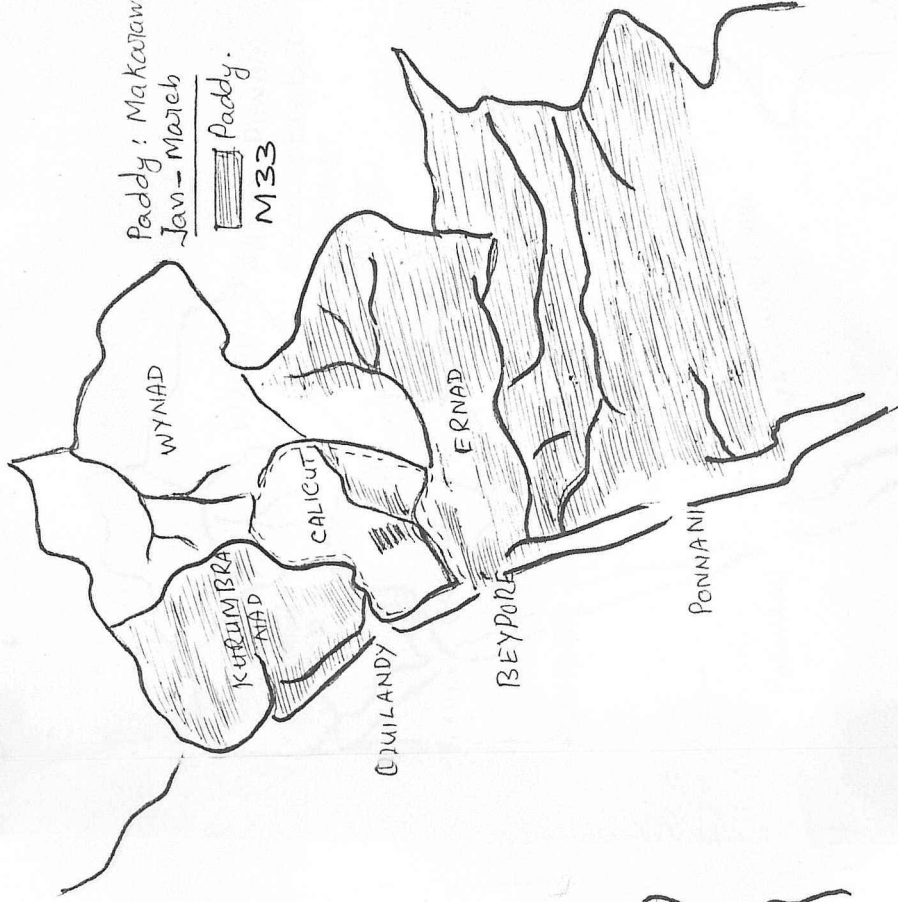 Paddy : Makaram
Jan - March
Paddy.
M33
WYNAD
KURUMBRA
NAD
CALICUT
ERNAD
QUILANDY
BEYPORE
PONNANI